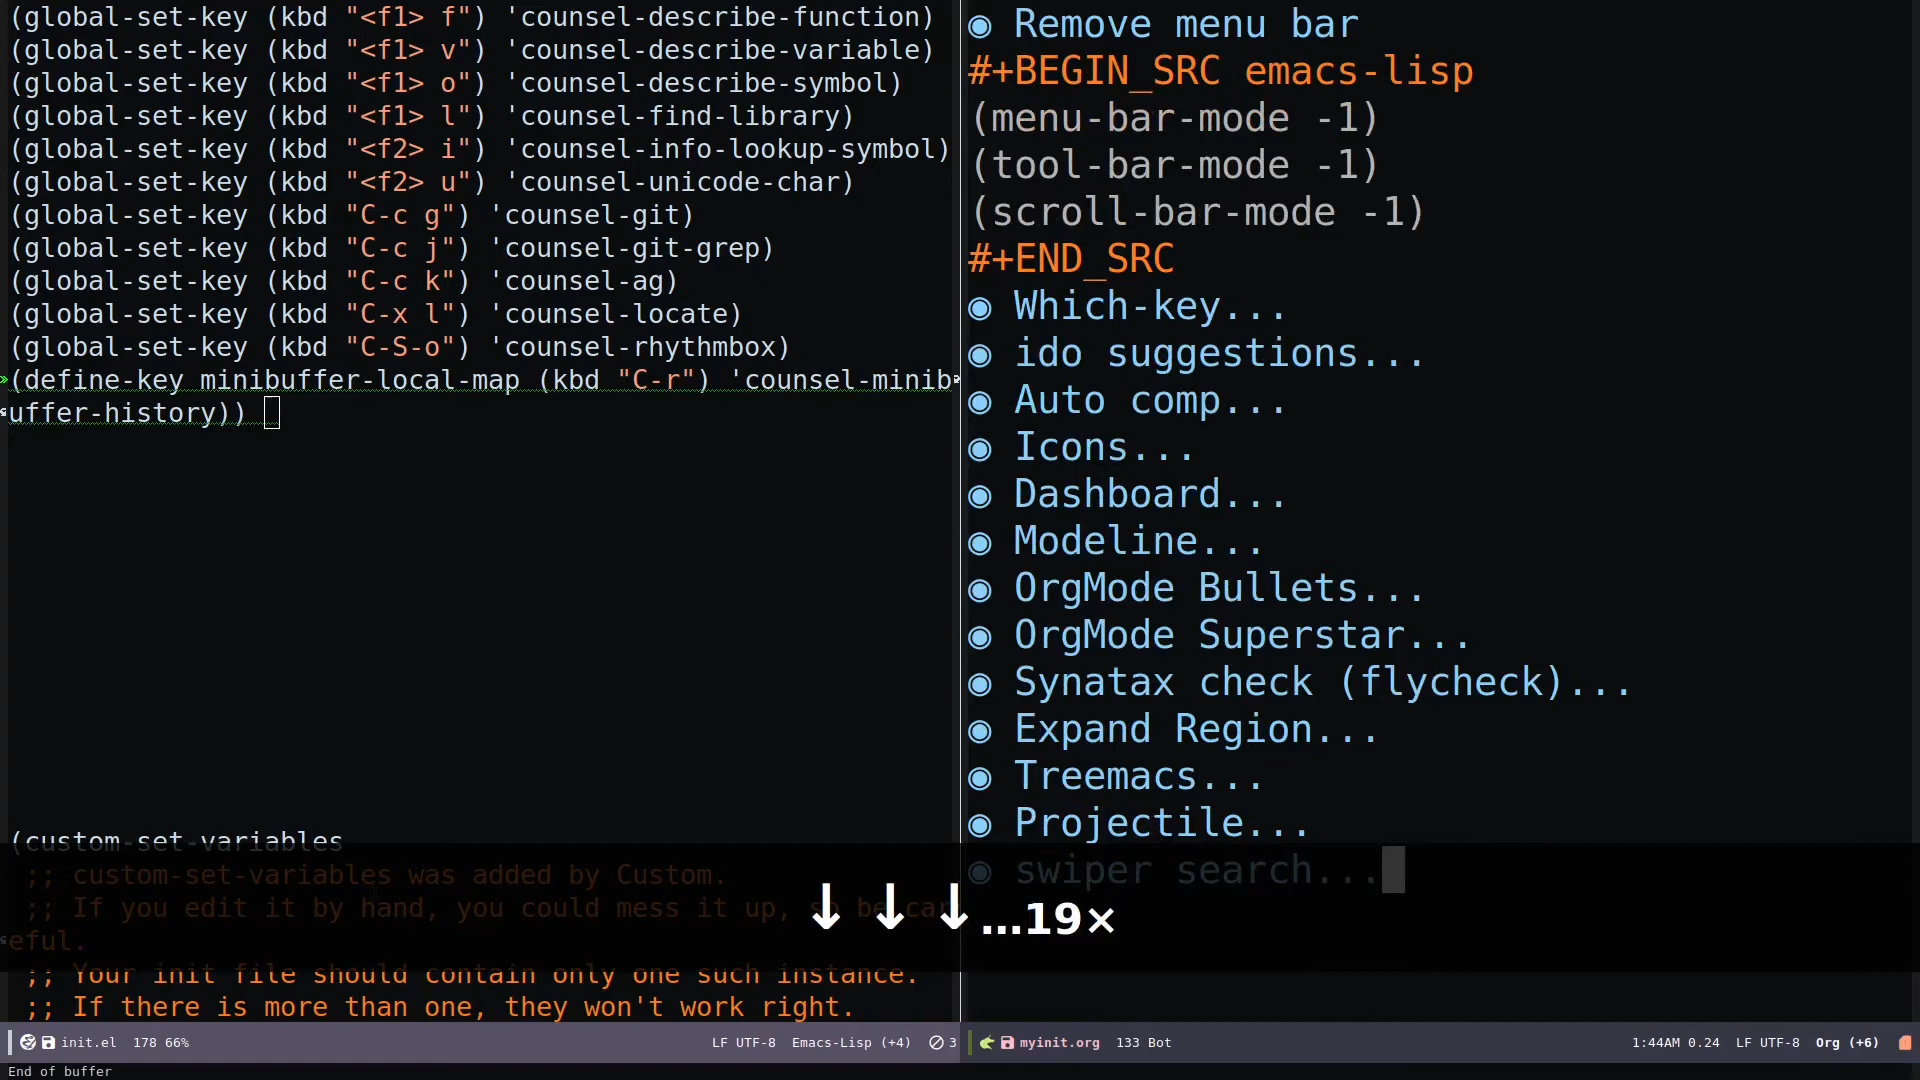 (global-set-key (kbd "<f1> f") 'counsel-describe-function)
(global-set-key (kbd "<f1> v") 'counsel-describe-variable)
(global-set-key (kbd "<f1> o") 'counsel-describe-symbol)
(global-set-key (kbd "<f1> l") 'counsel-find-library)
(global-set-key (kbd "<f2> i") 'counsel-info-lookup-symbol)
(global-set-key (kbd "<f2> u") 'counsel-unicode-char)
(global-set-key (kbd "C-c g") 'counsel-git)
(global-set-key (kbd "C-c j") 'counsel-git-grep)
(global-set-key (kbd "C-c k") 'counsel-ag)
(global-set-key (kbd "C-x l") 'counsel-locate)
(global-set-key (kbd "C-S-o") 'counsel-rhythmbox)
(define-key minibuffer-local-map (kbd "C-r") 'counsel-minib
uffer-history))
(custom-set-variables
;; custom-set-variables was added by Custom.
;; If you edit it by hand, you could mess it up, so be car
eful.
;; Your init file should contain only one such instance.
;; If there is more than one, they won't work right.
◉ Remove menu bar
#+BEGIN_SRC emacs-lisp
(menu-bar-mode -1)
(tool-bar-mode -1)
(scroll-bar-mode -1)
#+END_SRC
◉ Which-key...
◉ ido suggestions...
◉ Auto comp...
◉ Icons...
◉ Dashboard...
◉ Modeline...
◉ OrgMode Bullets...
◉ OrgMode Superstar...
◉ Synatax check (flycheck)...
◉ Expand Region...
◉ Treemacs...
◉ Projectile...
◉ swiper search...
↓ ↓ ↓...19×
init.el 178 66% LF UTF-8 Emacs-Lisp (+4) 3
myinit.org 133 Bot 1:44AM 0.24 LF UTF-8 Org (+6)
End of buffer